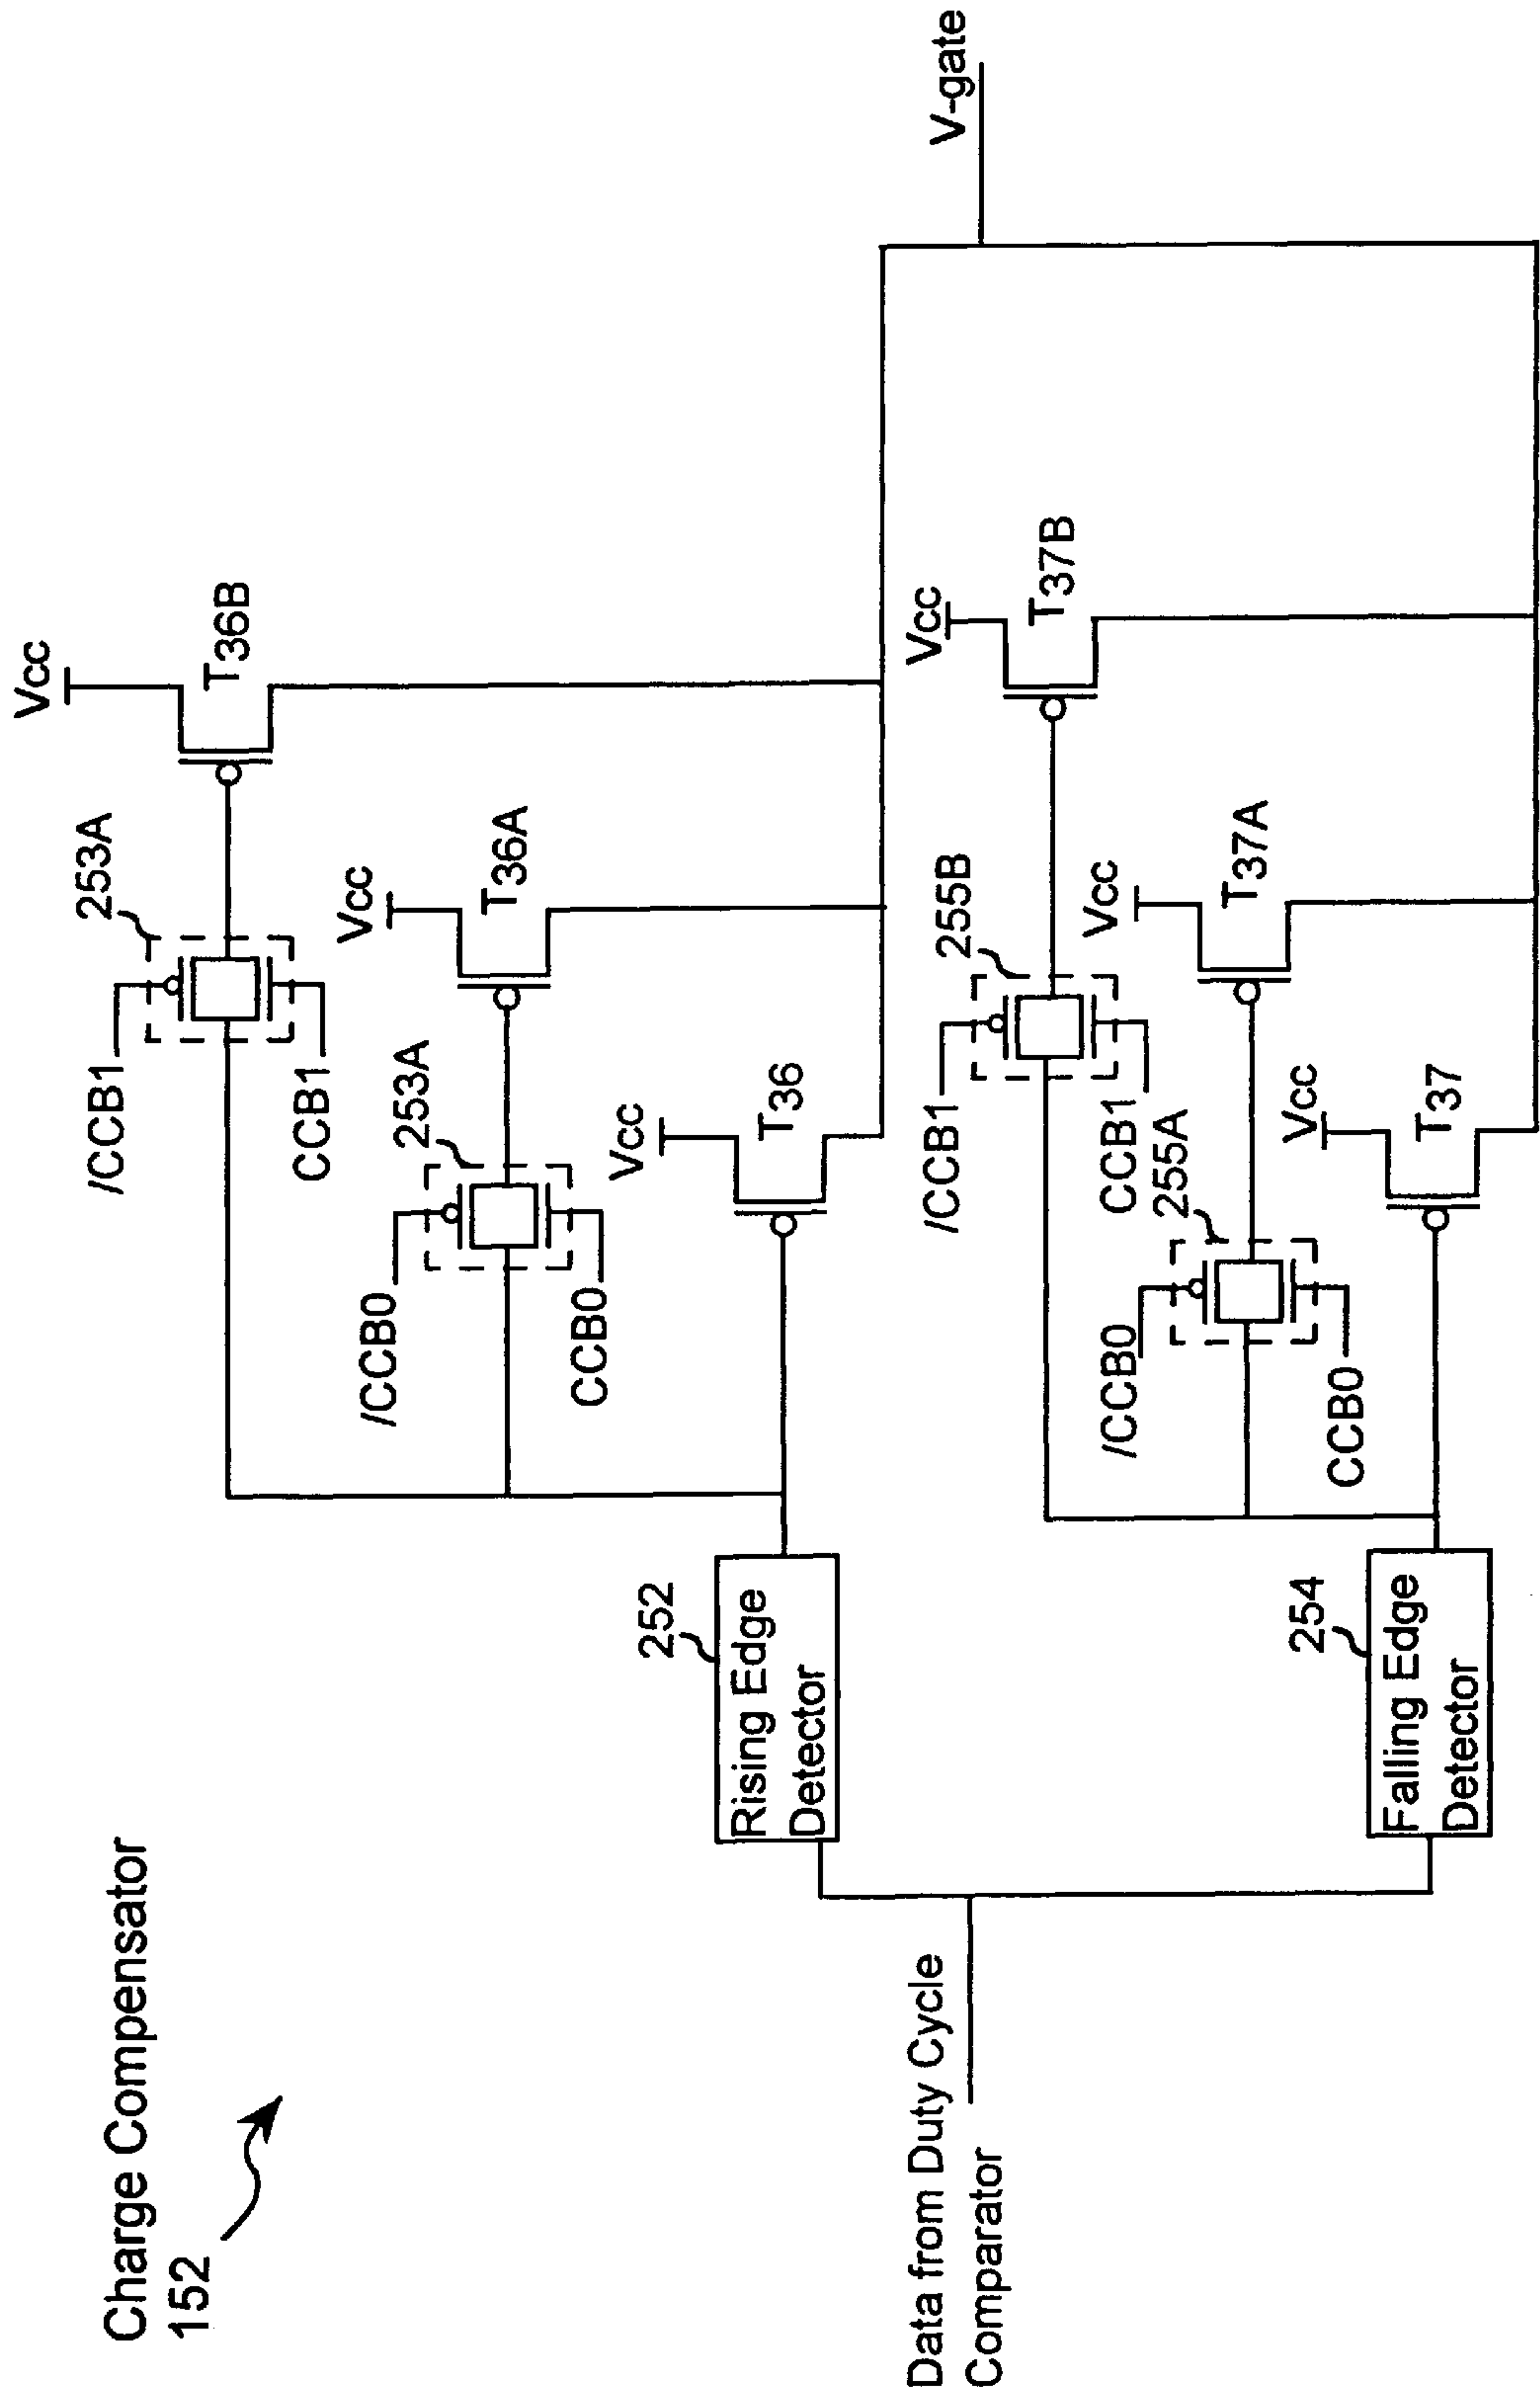 Charge Compensator
152
Vcc
T36B
253A
/CCB1
CCB1
Vcc
T36A
253A
/CCB0
CCB0
Vcc
T36
252
Rising Edge
Detector
V-gate
Data from Duty Cycle
Comparator
Vcc
T37B
255B
/CCB1
CCB1
Vcc
T37A
255A
/CCB0
CCB0
Vcc
T37
254
Falling Edge
Detector